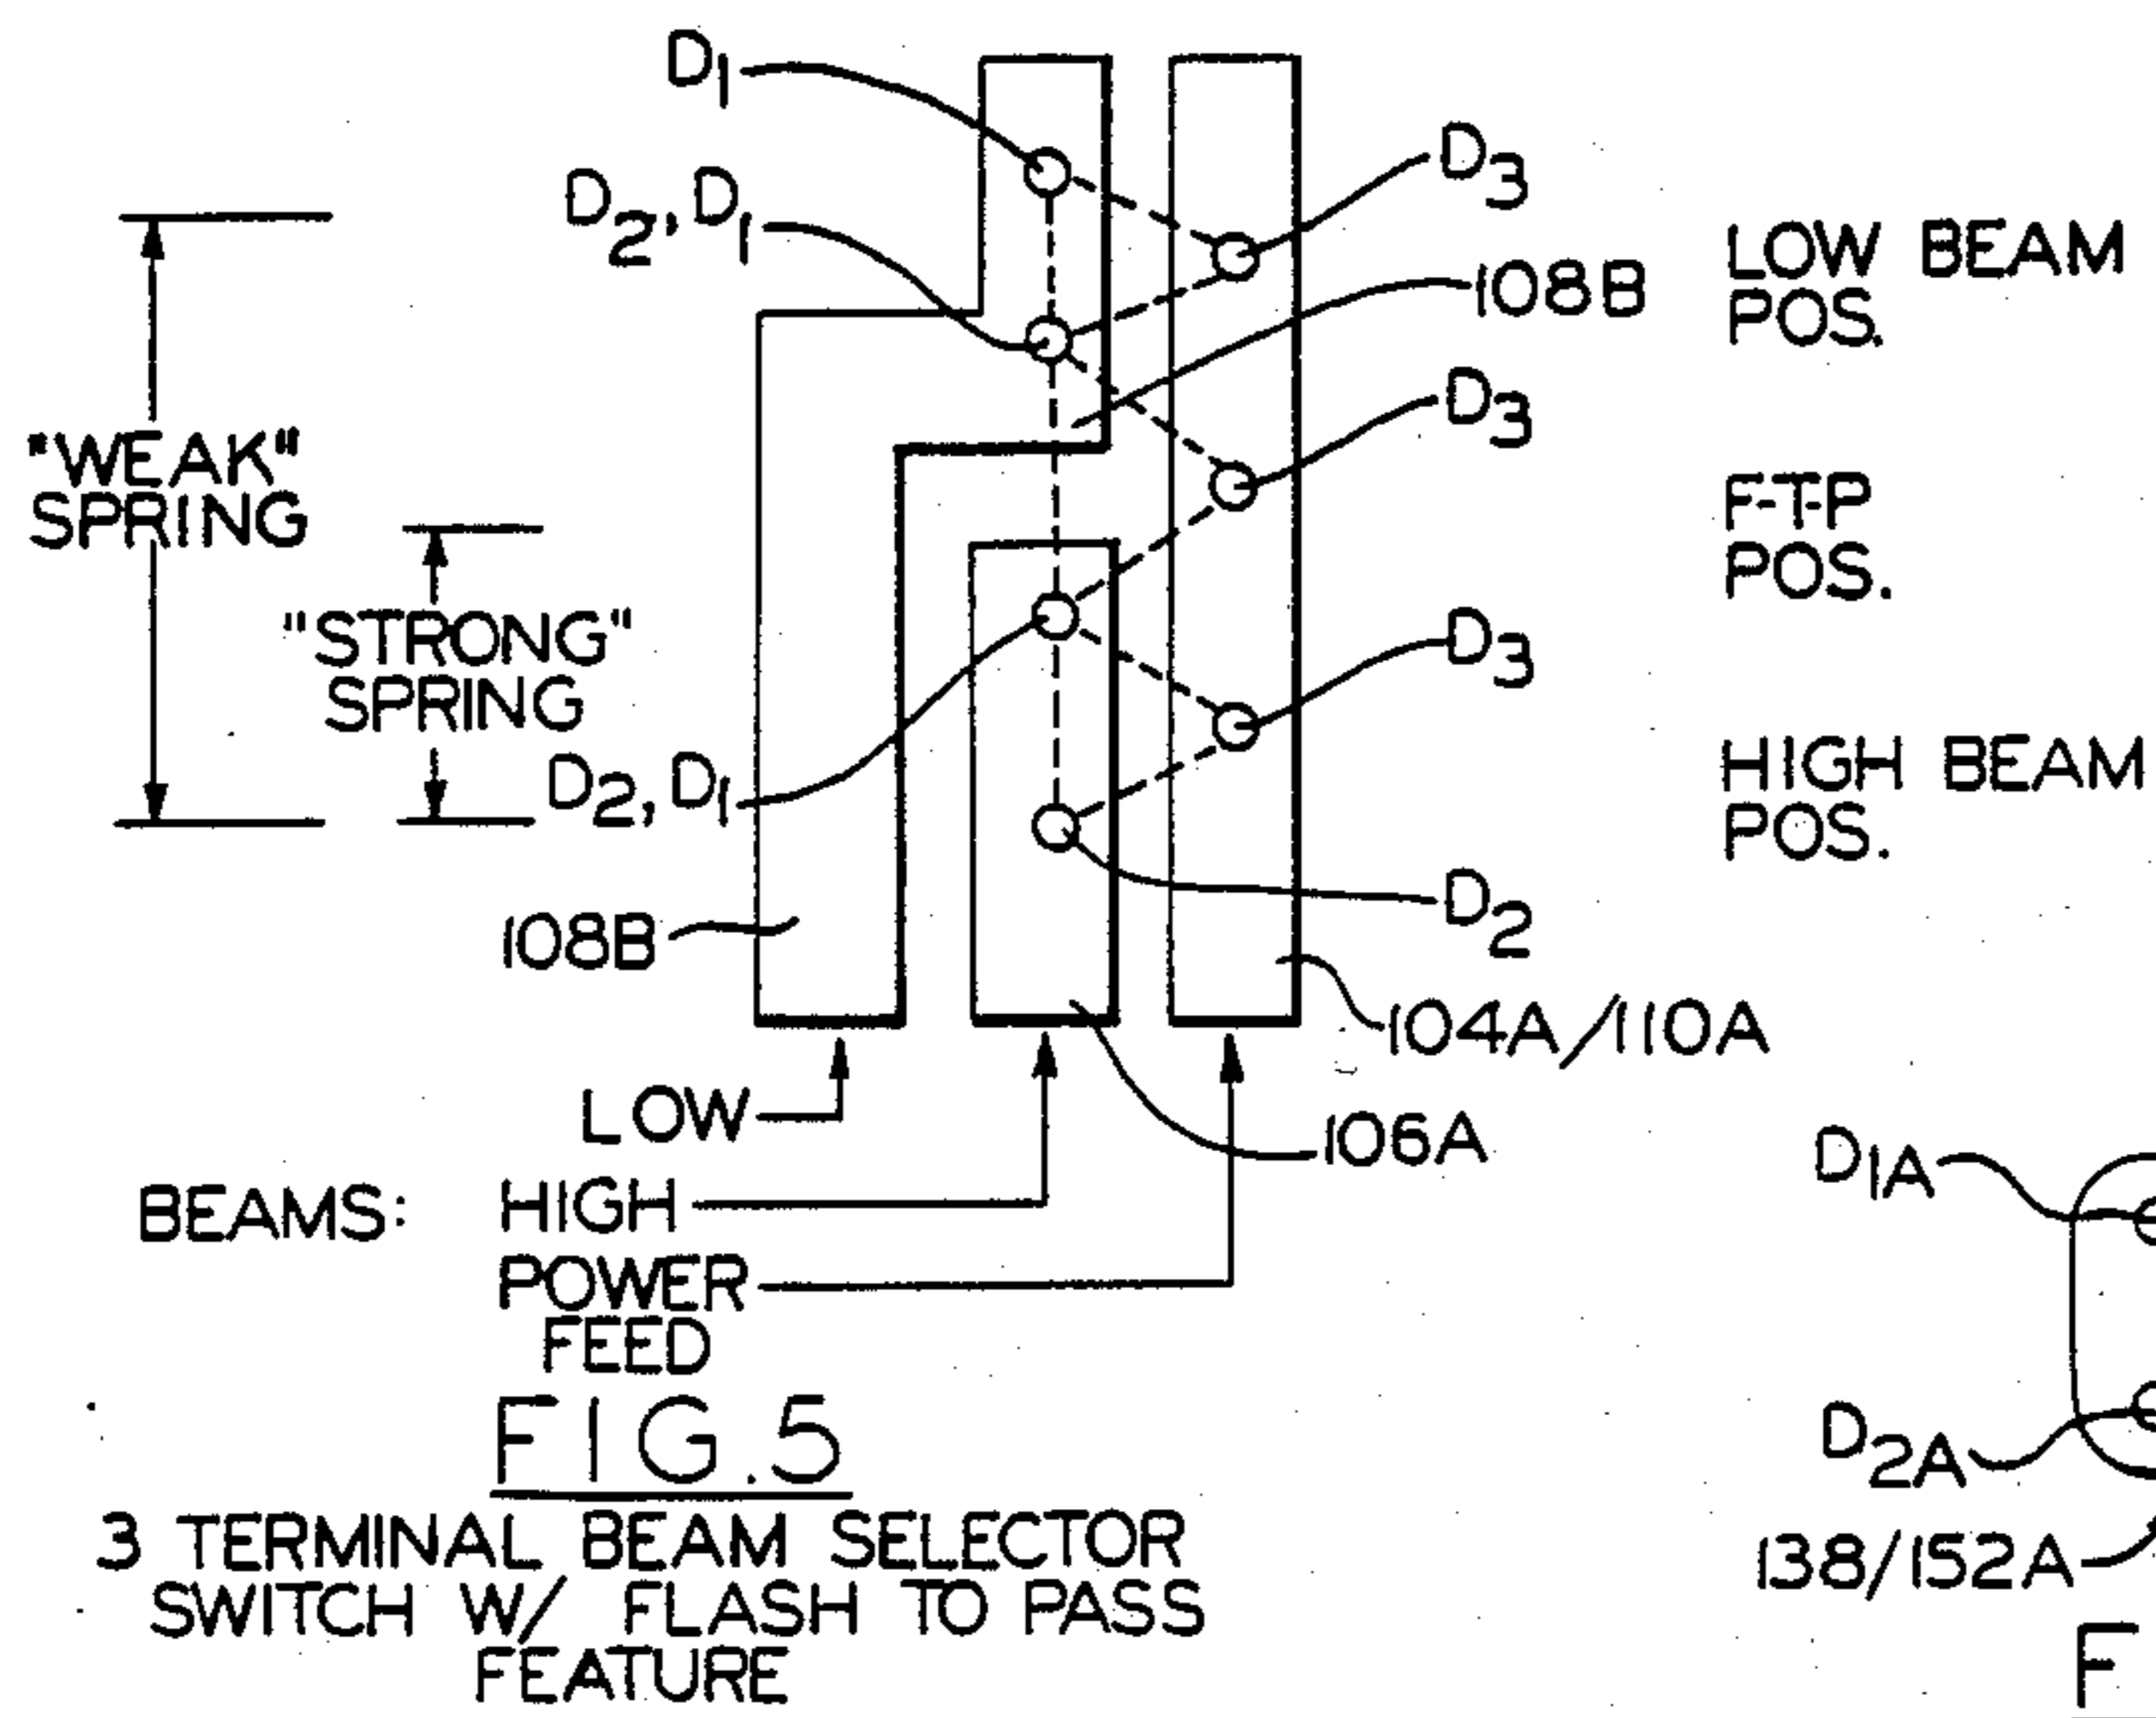 D1
D2, D1
D3
LOW BEAM
POS.
108B
D3
"WEAK"
SPRING
F-T-P
POS.
"STRONG"
SPRING
D3
D2, D1
HIGH BEAM
POS.
D2
108B
104A/110A
LOW
106A
BEAMS: HIGH
POWER
FEED
FIG.5
3 TERMINAL BEAM SELECTOR
SWITCH W/ FLASH TO PASS
FEATURE
D1A
D2A
138/152A
F